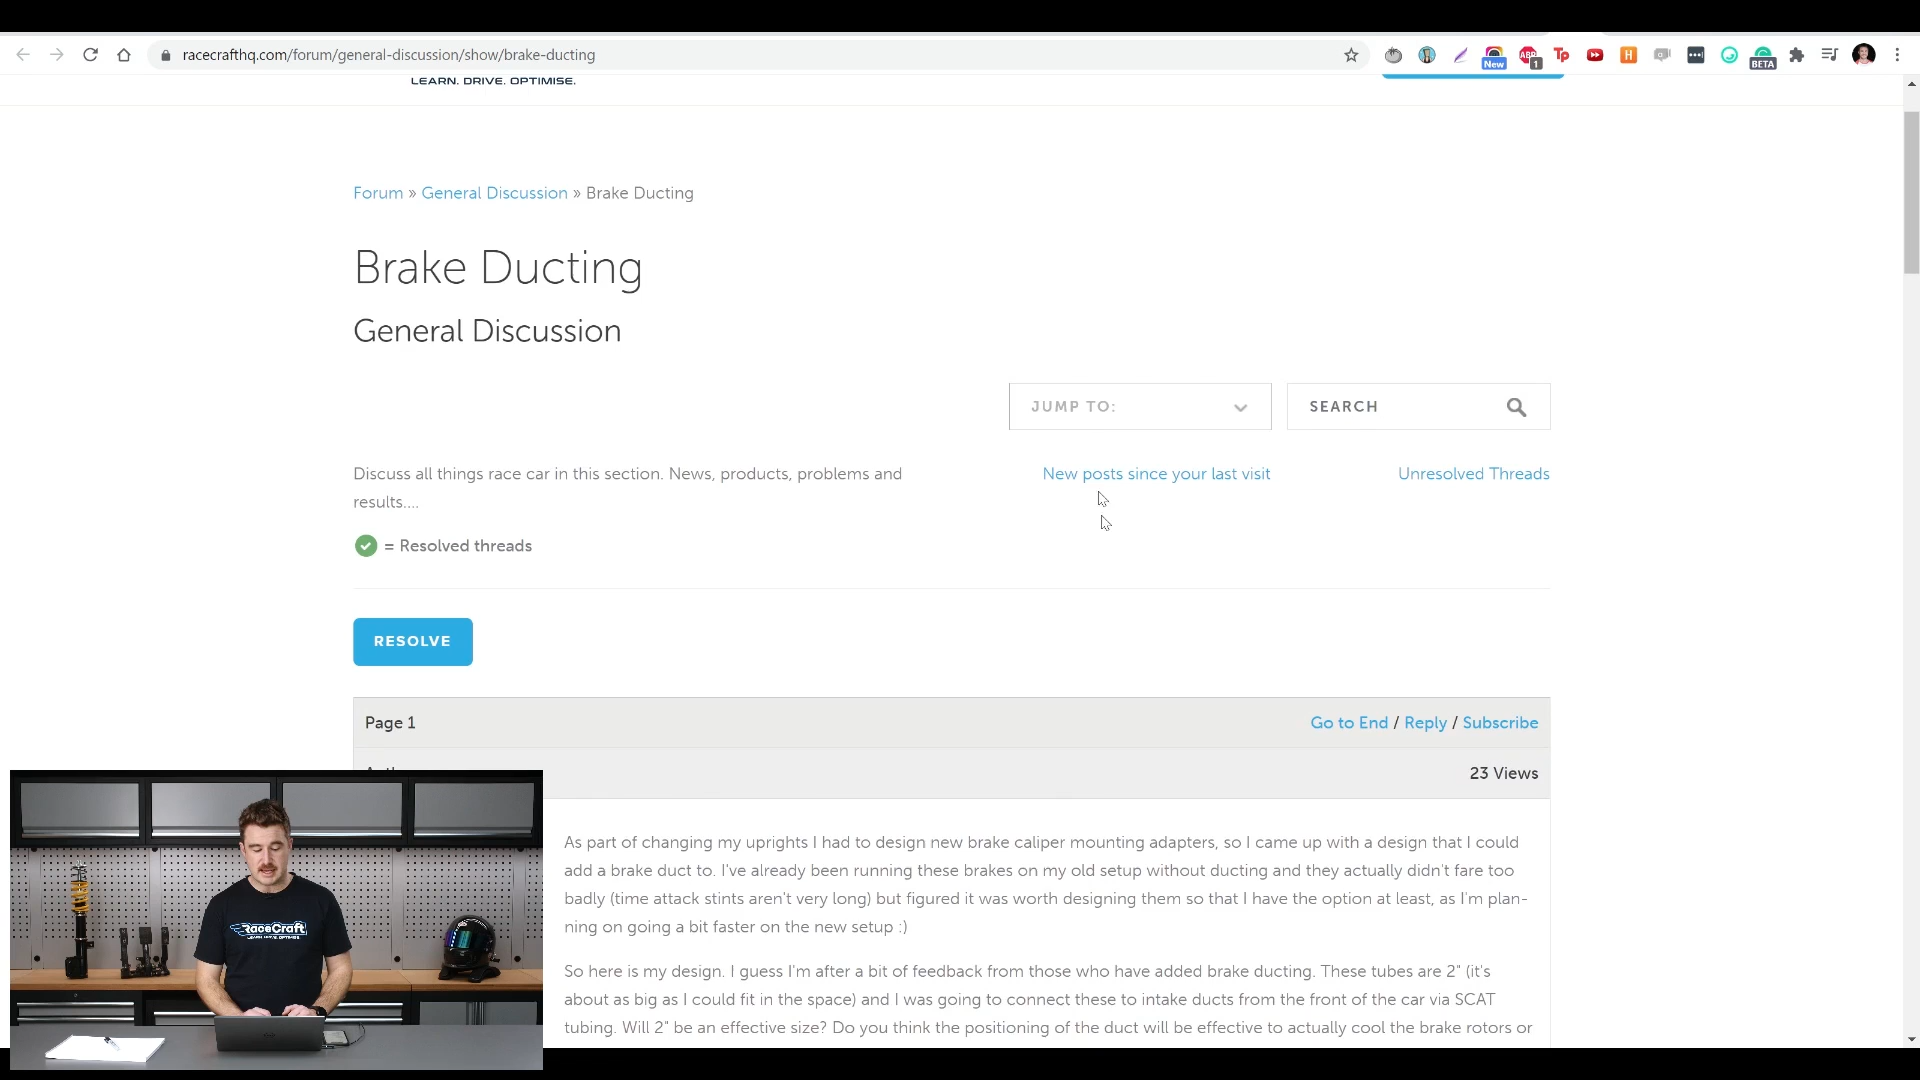 racecrafthq.com/forum/general-discussion/show/brake-ducting
New
ABP
1
TP
H
BETA
LEARN. DRIVE. OPTIMISE.
Forum » General Discussion » Brake Ducting
Brake Ducting
General Discussion
JUMP TO:
SEARCH
Discuss all things race car in this section. News, products, problems and
results....
New posts since your last visit
Unresolved Threads
= Resolved threads
RESOLVE
Page 1
Go to End / Reply / Subscribe
23 Views
As part of changing my uprights I had to design new brake caliper mounting adapters, so I came up with a design that I could
add a brake duct to. I've already been running these brakes on my old setup without ducting and they actually didn't fare too
badly (time attack stints aren't very long) but figured it was worth designing them so that I have the option at least, as I'm plan-
ning on going a bit faster on the new setup :)
So here is my design. I guess I'm after a bit of feedback from those who have added brake ducting. These tubes are 2" (it's
about as big as I could fit in the space) and I was going to connect these to intake ducts from the front of the car via SCAT
tubing. Will 2" be an effective size? Do you think the positioning of the duct will be effective to actually cool the brake rotors or
RaceCraft
LEARN. DRIVE. OPTIMISE.